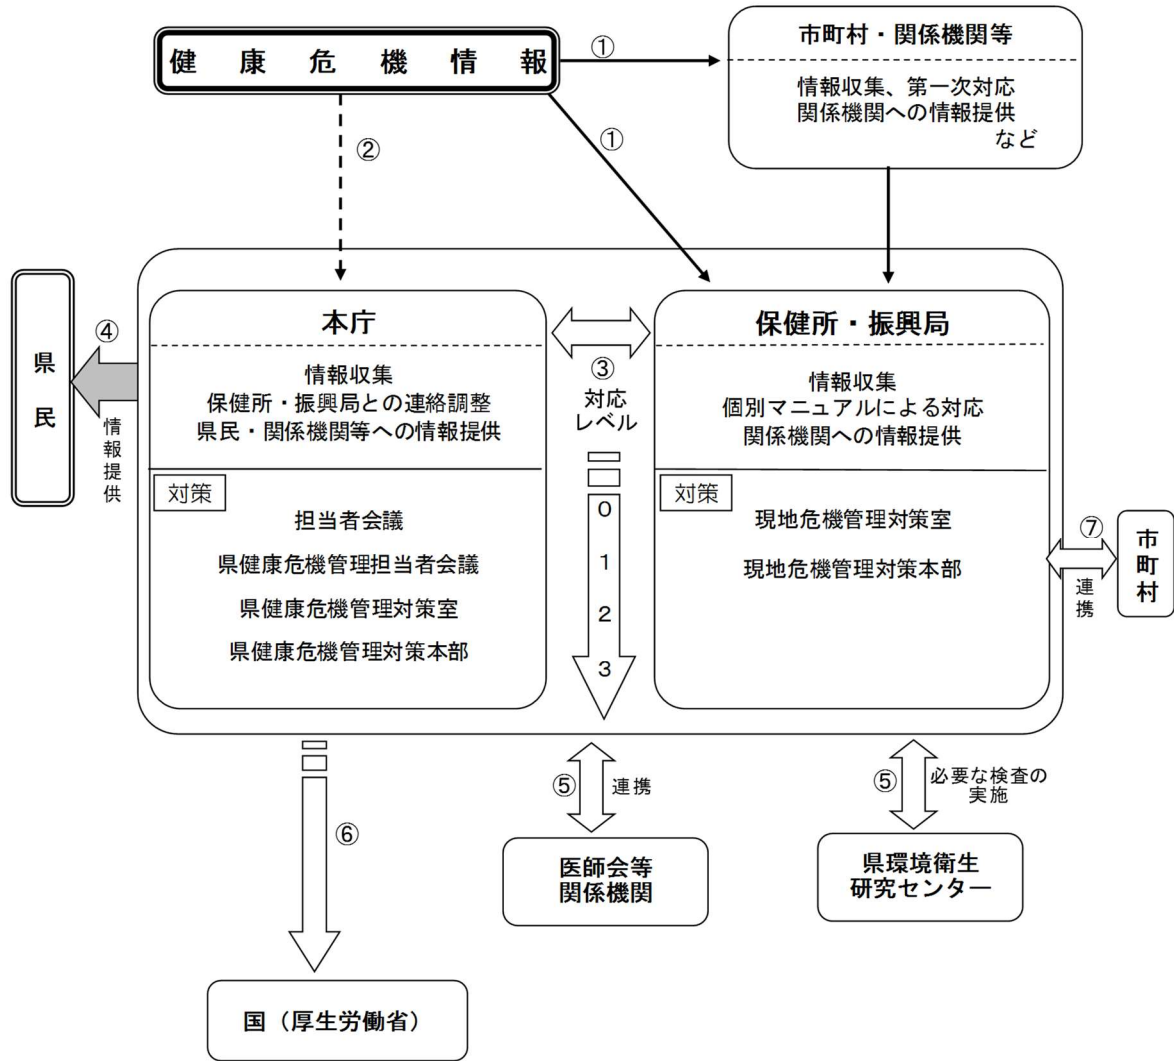 健康危機情報
①
市町村・関係機関等
情報収集、第一次対応
関係機関への情報提供
など
①
②
県民
④
情報提供
本庁
情報収集
保健所・振興局との連絡調整
県民・関係機関等への情報提供
対策
担当者会議
県健康危機管理担当者会議
県健康危機管理対策室
県健康危機管理対策本部
③
対応
レベル
0
1
2
3
保健所・振興局
情報収集
個別マニュアルによる対応
関係機関への情報提供
対策
現地危機管理対策室
現地危機管理対策本部
⑦
連携
市町村
⑥
国（厚生労働省）
⑤
連携
医師会等
関係機関
⑤
必要な検査の
実施
県環境衛生
研究センター